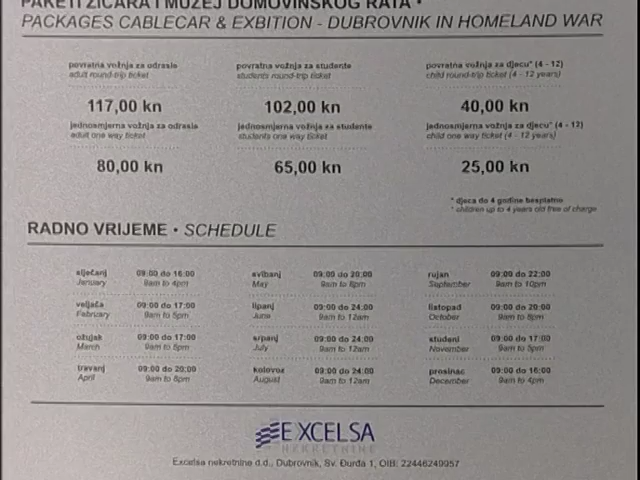 PAKETI ŽIČARA I MUZEJ DOMOVINSKOG RATA •
PACKAGES CABLECAR & EXBITION - DUBROVNIK IN HOMELAND WAR
povratna vožnja za odrasle
adult round-trip ticket
117,00 kn
povratna vožnja za studente
students round-trip ticket
102,00 kn
povratna vožnja za djecu* (4 - 12)
child round-trip ticket (4 - 12 years)
40,00 kn
jednosmjerna vožnja za odrasle
adult one way ticket
80,00 kn
jednosmjerna vožnja za studente
students one way ticket
65,00 kn
jednosmjerna vožnja za djecu* (4 - 12)
child one way ticket (4 - 12 years)
25,00 kn
* djeca do 4 godine besplatno
* children up to 4 years old free of charge
RADNO VRIJEME • SCHEDULE
siječanj 09:00 do 16:00
January 9am to 4pm
veljača 09:00 do 17:00
February 9am to 5pm
ožujak 09:00 do 17:00
March 9am to 5pm
travanj 09:00 do 20:00
April 9am to 8pm
svibanj 09:00 do 20:00
May 9am to 8pm
lipanj 09:00 do 24:00
June 9am to 12am
srpanj 09:00 do 24:00
July 9am to 12am
kolovoz 09:00 do 24:00
August 9am to 12am
rujan 09:00 do 22:00
September 9am to 10pm
listopad 09:00 do 20:00
October 9am to 8pm
studeni 09:00 do 17:00
November 9am to 5pm
prosinac 09:00 do 16:00
December 9am to 4pm
EXCELSA
NEKRETNINE
Excelsa nekretnine d.d., Dubrovnik, Sv. Đurđa 1, OIB: 22446249957